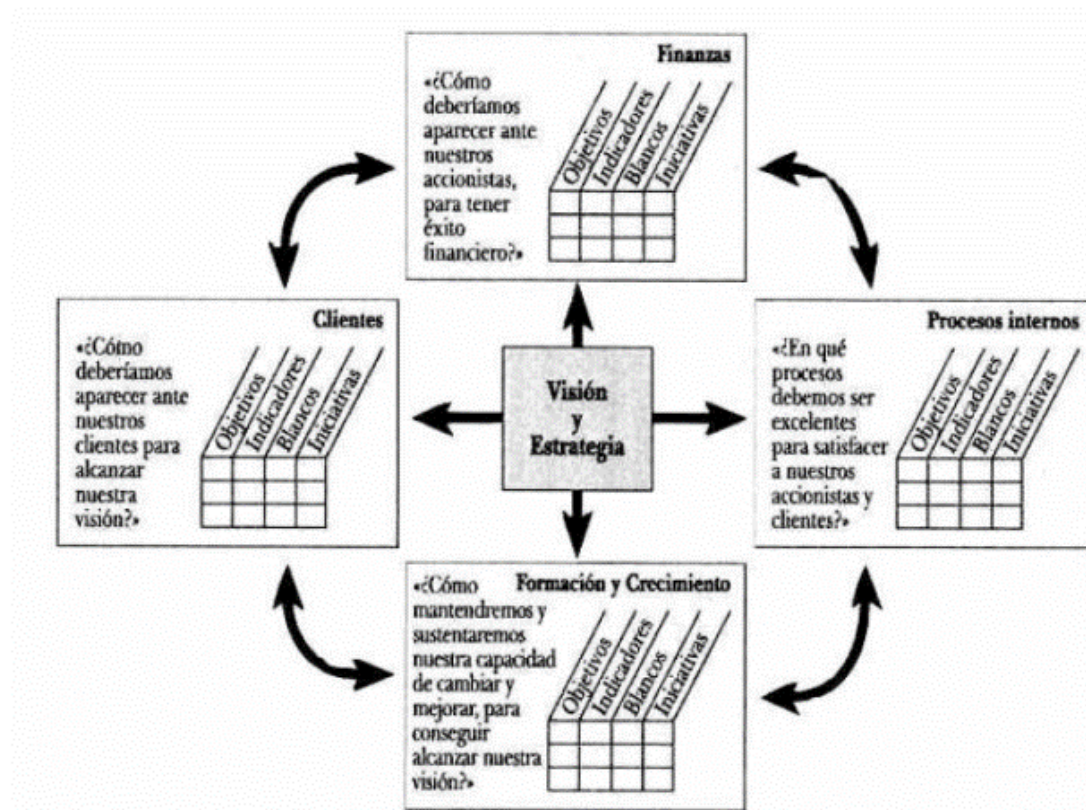 Finanzas
«¿Cómo
deberíamos
aparecer ante
nuestros
accionistas,
para tener
éxito
financiero?»
Objetivos
Indicadores
Blancos
Iniciativas
Clientes
«¿Cómo
deberíamos
aparecer ante
nuestros
clientes para
alcanzar
nuestra
visión?»
Objetivos
Indicadores
Blancos
Iniciativas
Visión
y
Estrategia
Procesos internos
«¿En qué
procesos
debemos ser
excelentes
para satisfacer
a nuestros
accionistas y
clientes?»
Objetivos
Indicadores
Blancos
Iniciativas
Formación y Crecimiento
«¿Cómo
mantendremos y
sustentaremos
nuestra capacidad
de cambiar y
mejorar, para
conseguir
alcanzar nuestra
visión?»
Objetivos
Indicadores
Blancos
Iniciativas